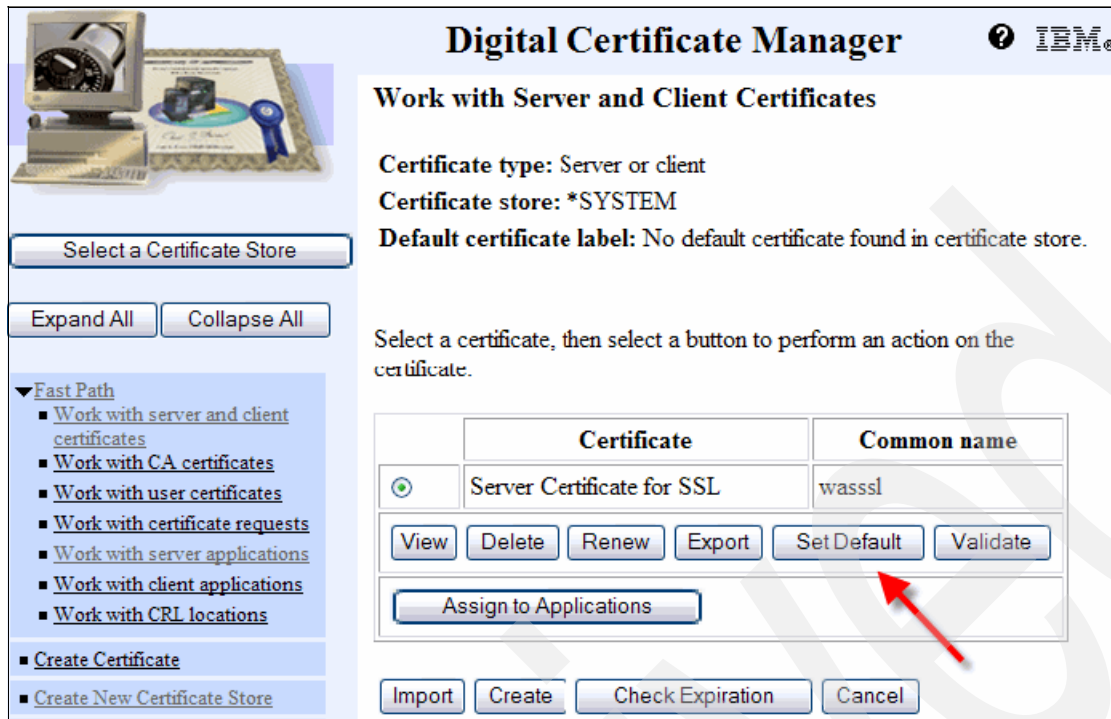 Digital Certificate Manager
IBM
Work with Server and Client Certificates
Certificate type: Server or client
Certificate store: *SYSTEM
Default certificate label: No default certificate found in certificate store.
Select a Certificate Store
Expand All Collapse All
Select a certificate, then select a button to perform an action on the
certificate.
Fast Path
Work with server and client
certificates
Work with CA certificates
Work with user certificates
Work with certificate requests
Work with server applications
Work with client applications
Work with CRL locations
Create Certificate
Create New Certificate Store
Certificate Common name
Server Certificate for SSL wasssl
View Delete Renew Export Set Default Validate
Assign to Applications
Import Create Check Expiration Cancel